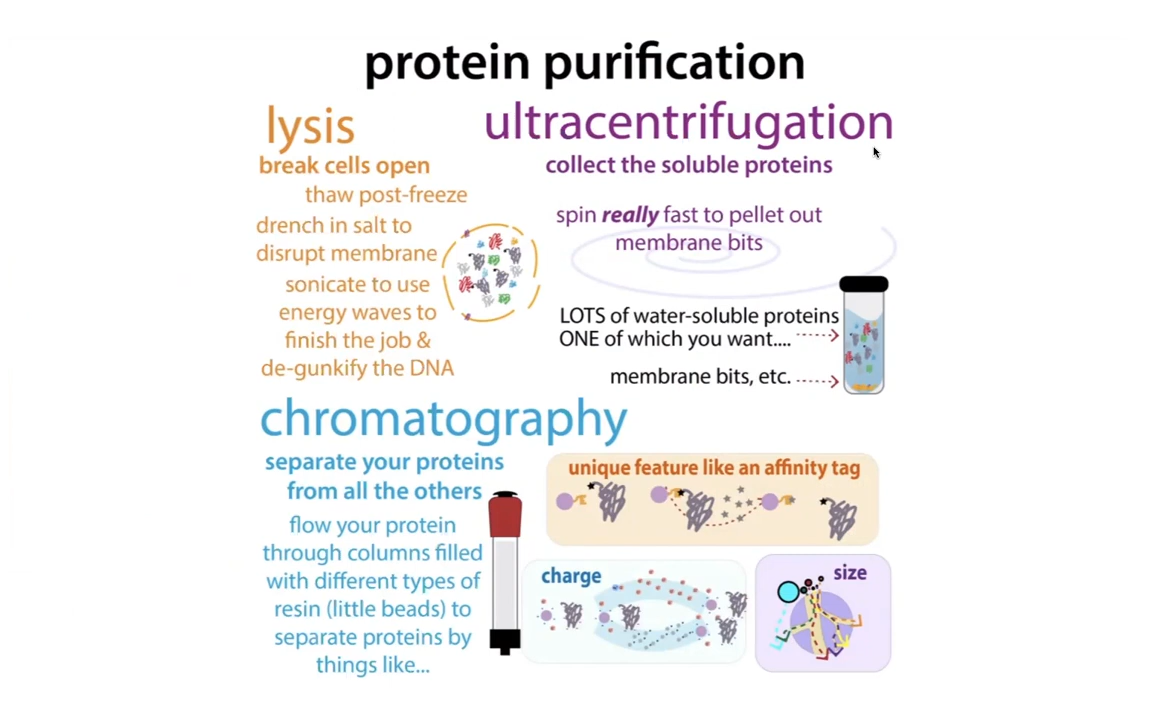 protein purification
lysis
break cells open
thaw post-freeze
drench in salt to
disrupt membrane
sonicate to use
energy waves to
finish the job &
de-gunkify the DNA
ultracentrifugation
collect the soluble proteins
spin really fast to pellet out
membrane bits
LOTS of water-soluble proteins
ONE of which you want....
membrane bits, etc.
chromatography
separate your proteins
from all the others
flow your protein
through columns filled
with different types of
resin (little beads) to
separate proteins by
things like...
unique feature like an affinity tag
charge
size